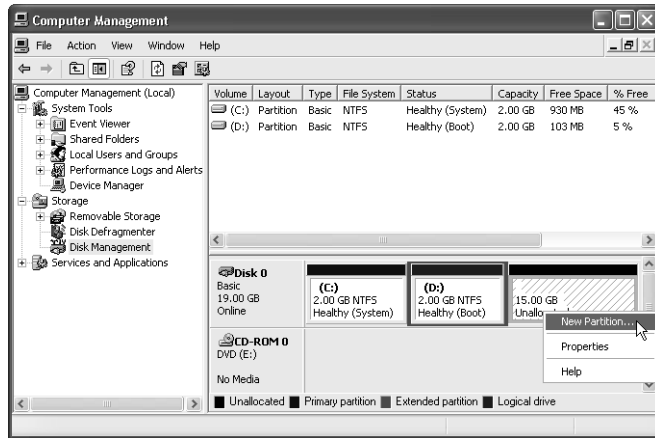 Computer Management
File Action View Window Help
Computer Management (Local)
System Tools
Event Viewer
Shared Folders
Local Users and Groups
Performance Logs and Alerts
Device Manager
Storage
Removable Storage
Disk Defragmenter
Disk Management
Services and Applications
Volume Layout Type File System Status Capacity Free Space % Free
(C:) Partition Basic NTFS Healthy (System) 2.00 GB 930 MB 45 %
(D:) Partition Basic NTFS Healthy (Boot) 2.00 GB 103 MB 5 %
Disk 0
Basic
19.00 GB
Online
(C:)
2.00 GB NTFS
Healthy (System)
(D:)
2.00 GB NTFS
Healthy (Boot)
15.00 GB
New Partition...
Properties
Help
CD-ROM 0
DVD (E:)
No Media
Unallocated Primary partition Extended partition Logical drive